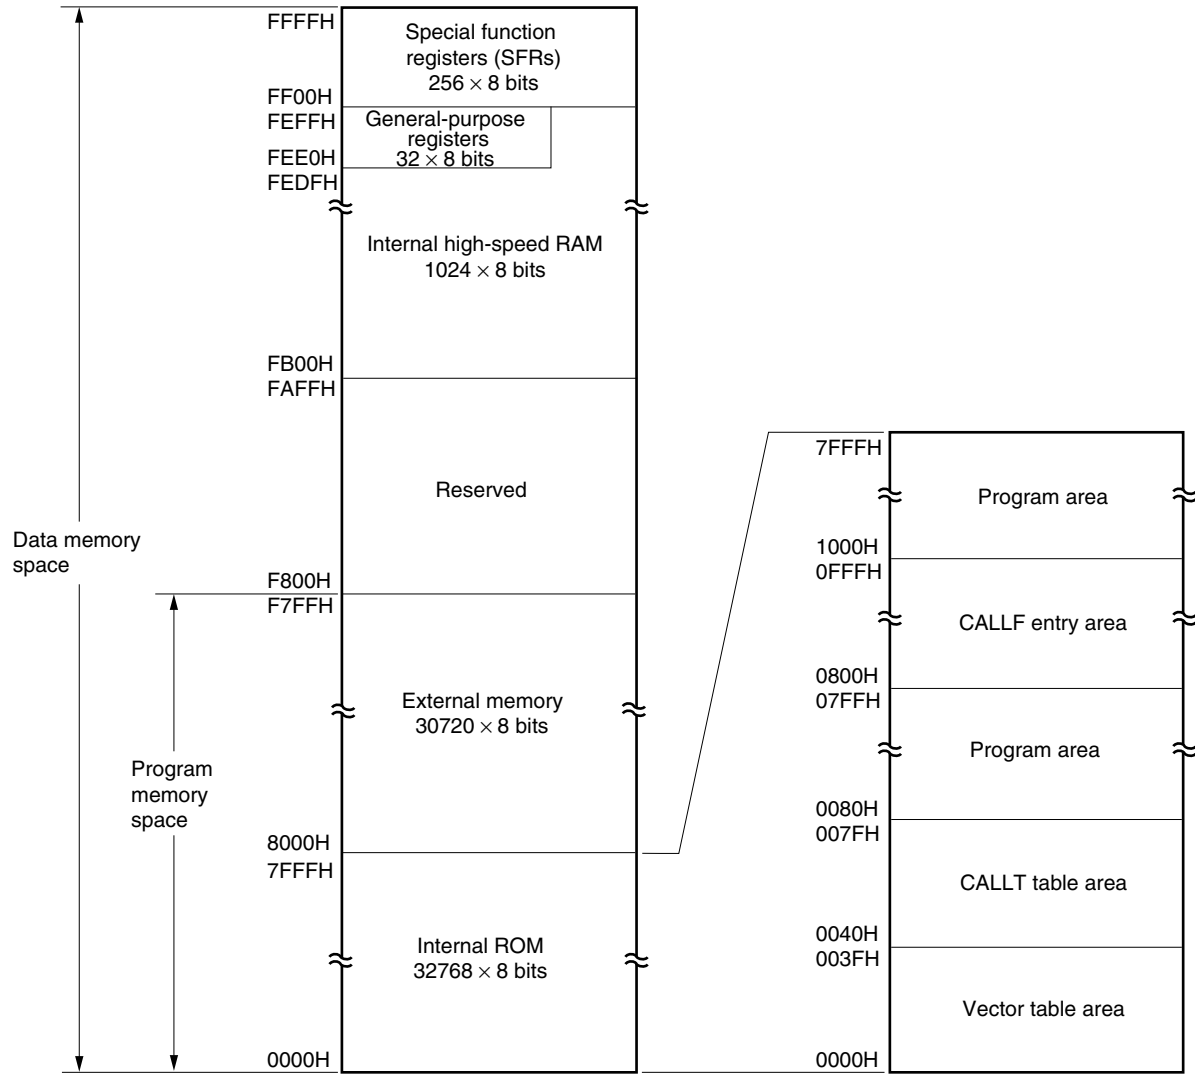 FFFFH
Special function
registers (SFRs)
256 × 8 bits
FF00H
FEFFH
General-purpose
registers
32 × 8 bits
FEE0H
FEDFH
Internal high-speed RAM
1024 × 8 bits
FB00H
FAFFH
Reserved
Data memory
space
F800H
F7FFH
External memory
30720 × 8 bits
Program
memory
space
8000H
7FFFH
Internal ROM
32768 × 8 bits
0000H
7FFFH
Program area
1000H
0FFFH
CALLF entry area
0800H
07FFH
Program area
0080H
007FH
CALLT table area
0040H
003FH
Vector table area
0000H